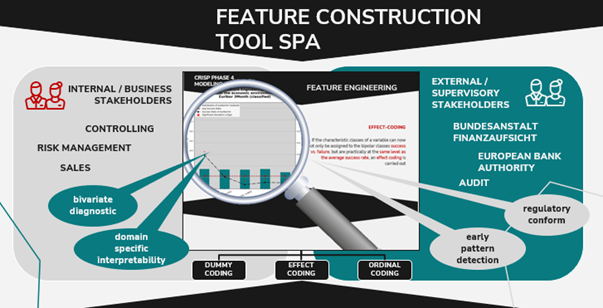 FEATURE CONSTRUCTION
TOOL SPA
INTERNAL / BUSINESS
STAKEHOLDERS
CONTROLLING
RISK MANAGEMENT
SALES
bivariate
diagnostic
domain
specific
interpretability
CRISP PHASE 4
MODELING
FEATURE ENGINEERING
EFFECT-CODING
If the characteristic classes of a variable can now
not only be assigned to the bipolar classes success
vs. failure, but are practically at the same level as
the average success rate, an effect coding is
carried out
DUMMY
CODING
EFFECT
CODING
ORDINAL
CODING
EXTERNAL /
SUPERVISORY
STAKEHOLDERS
BUNDESANSTALT
FINANZAUFSICHT
EUROPEAN BANK
AUTHORITY
AUDIT
regulatory
conform
early
pattern
detection